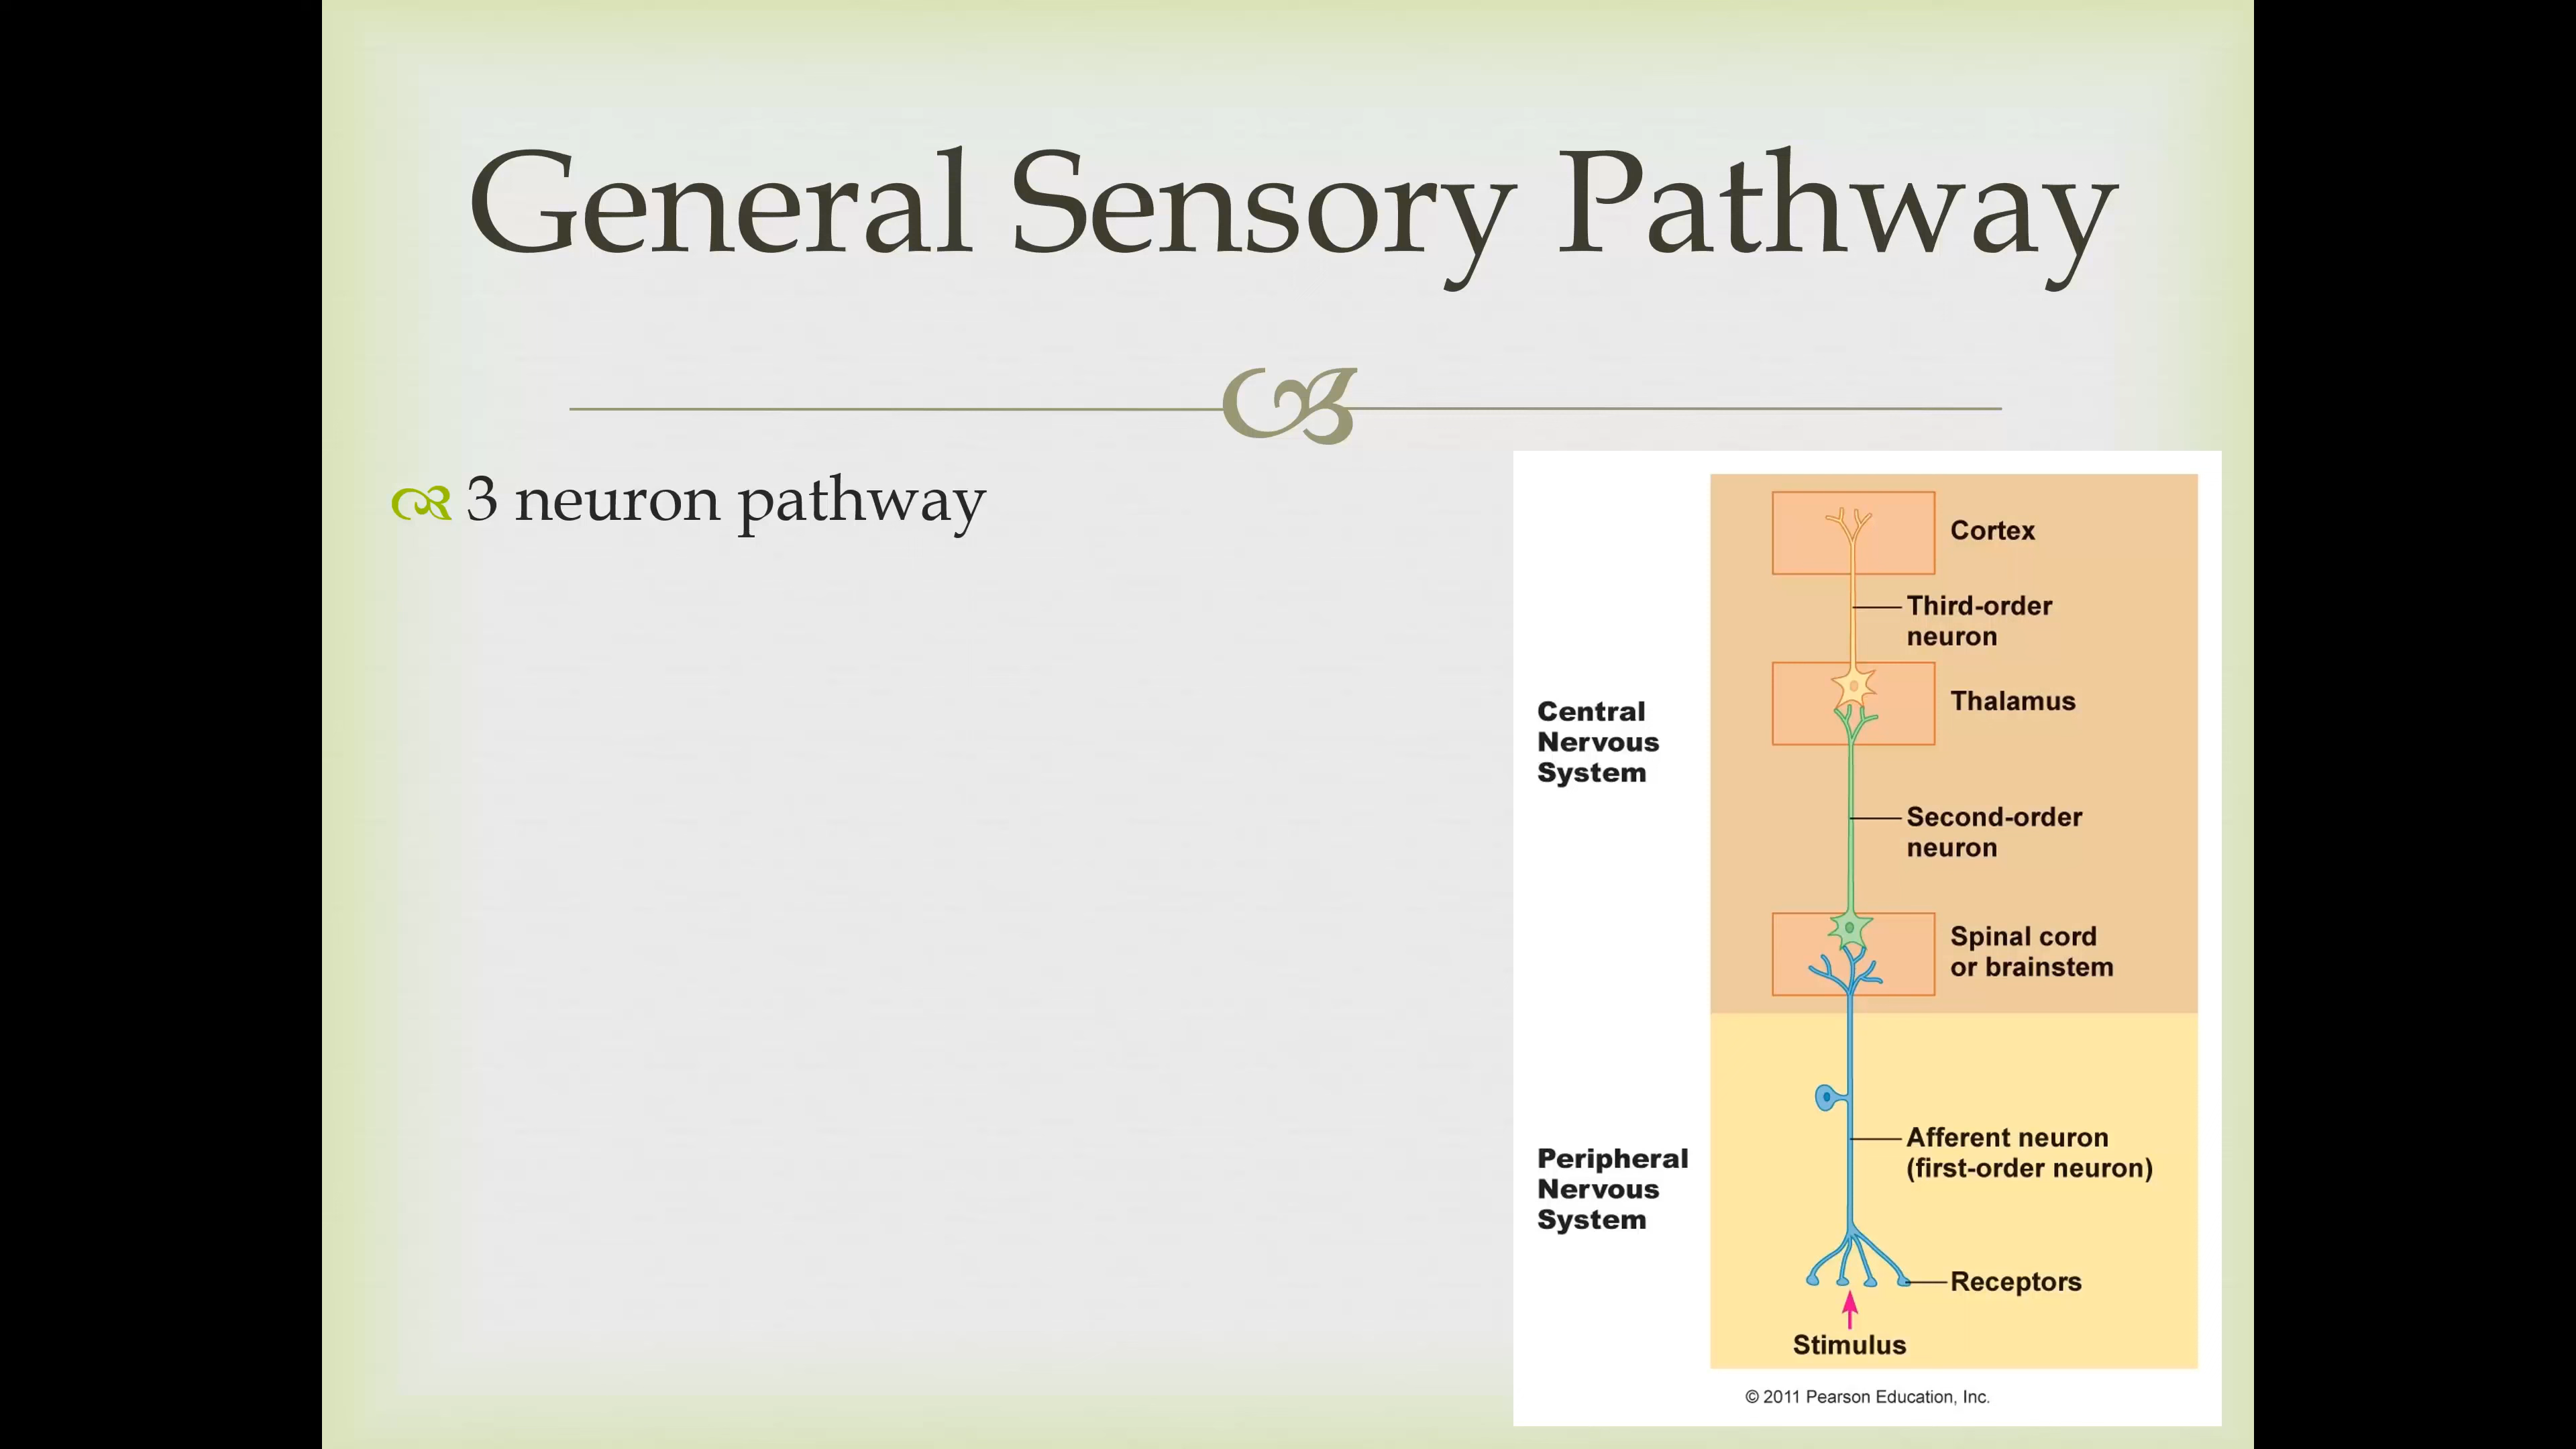 General Sensory Pathway
3 neuron pathway
Cortex
Third-order
neuron
Thalamus
Central
Nervous
System
Second-order
neuron
Spinal cord
or brainstem
Afferent neuron
(first-order neuron)
Peripheral
Nervous
System
Receptors
Stimulus
© 2011 Pearson Education, Inc.